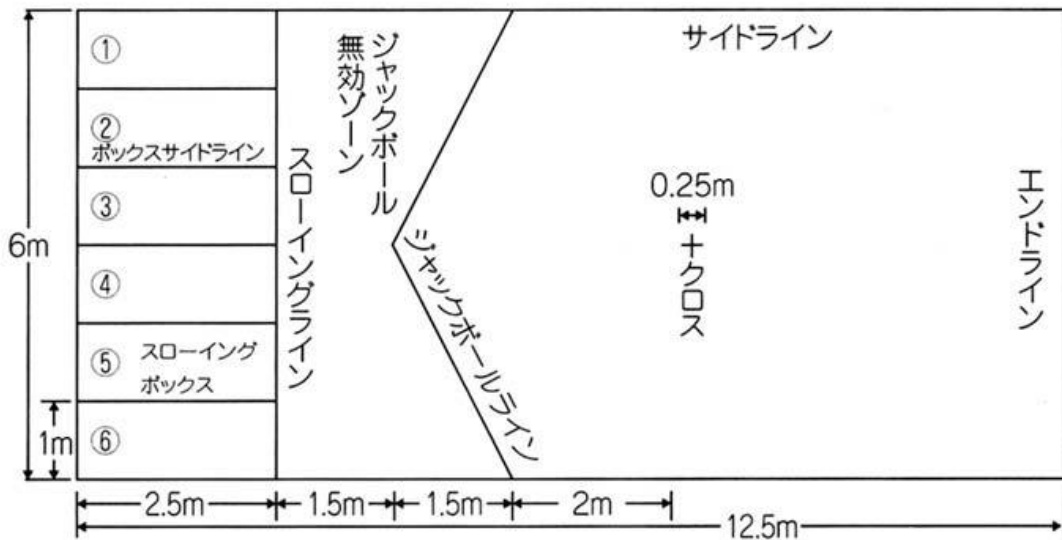 ①
②
ボックスサイドライン
③
④
⑤ スローイング
ボックス
⑥
6m
1m
スローイングライン
ジャックボール
無効ゾーン
ジャックボールライン
サイドライン
0.25m
クロス
エンドライン
2.5m
1.5m
1.5m
2m
12.5m